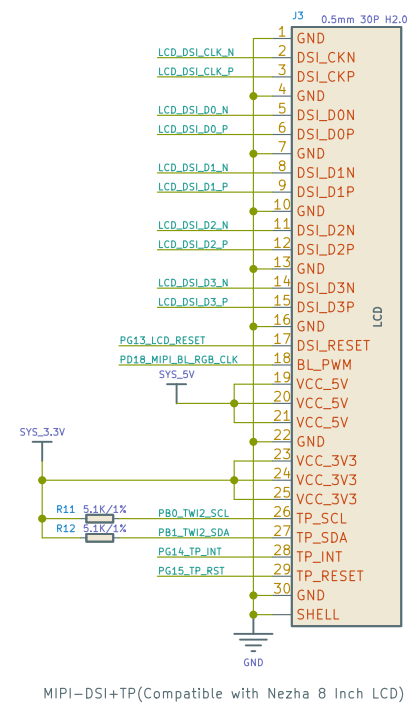 J3
0.5mm 30P H2.0
1 GND
LCD_DSI_CLK_N 2 DSI_CKN
LCD_DSI_CLK_P 3 DSI_CKP
4 GND
LCD_DSI_D0_N 5 DSI_D0N
LCD_DSI_D0_P 6 DSI_D0P
7 GND
LCD_DSI_D1_N 8 DSI_D1N
LCD_DSI_D1_P 9 DSI_D1P
10 GND
LCD_DSI_D2_N 11 DSI_D2N
LCD_DSI_D2_P 12 DSI_D2P
13 GND
LCD_DSI_D3_N 14 DSI_D3N
LCD_DSI_D3_P 15 DSI_D3P
16 GND
LCD
PG13_LCD_RESET 17 DSI_RESET
PD18_MIPI_BL_RGB_CLK 18 BL_PWM
SYS_5V
19 VCC_5V
20 VCC_5V
21 VCC_5V
SYS_3.3V
22 GND
23 VCC_3V3
24 VCC_3V3
25 VCC_3V3
R11 5.1K/1% PB0_TWI2_SCL 26 TP_SCL
R12 5.1K/1% PB1_TWI2_SDA 27 TP_SDA
PG14_TP_INT 28 TP_INT
PG15_TP_RST 29 TP_RESET
30 GND
SHELL
GND
MIPI-DSI+TP(Compatible with Nezha 8 Inch LCD)